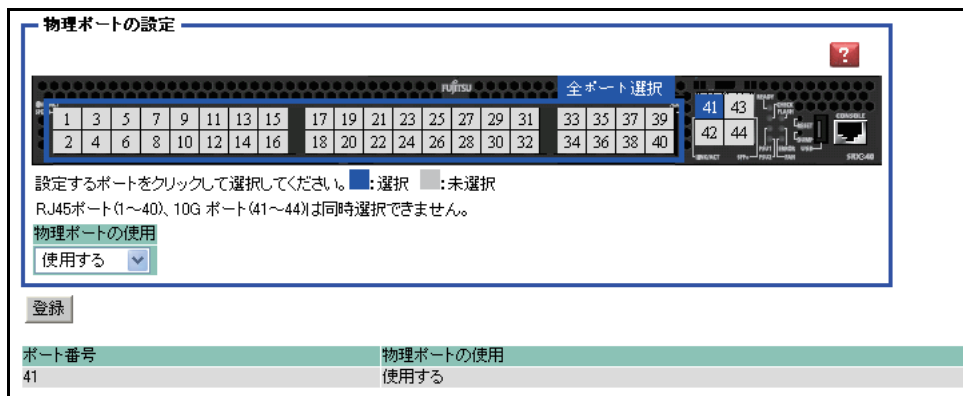 物理ポートの設定
?
FUJITSU
全ポート選択
1 3 5 7 9 11 13 15 17 19 21 23 25 27 29 31 33 35 37 39 41 43
2 4 6 8 10 12 14 16 18 20 22 24 26 28 30 32 34 36 38 40 42 44
READY
CONSOLE
設定するポートをクリックして選択してください。 :選択 :未選択
RJ45ポート(1～40)、10G ポート(41～44)は同時選択できません。
物理ポートの使用
使用する
登録
ポート番号 物理ポートの使用
41 使用する